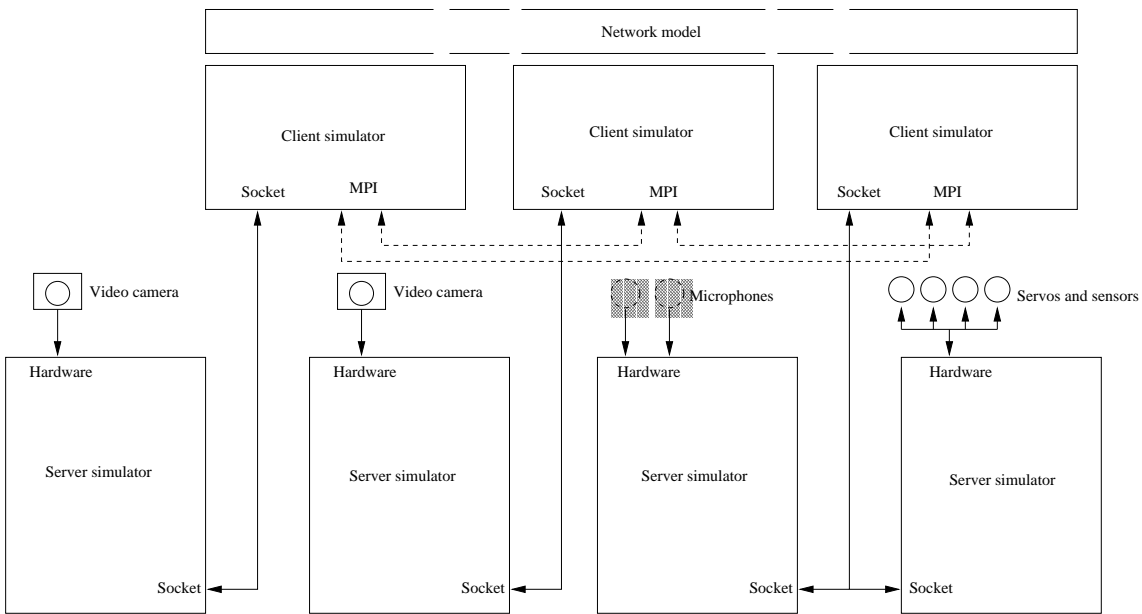 Network model
Client simulator
Client simulator
Client simulator
Socket
MPI
Socket
MPI
Socket
MPI
Video camera
Video camera
Microphones
Servos and sensors
Hardware
Hardware
Hardware
Hardware
Server simulator
Server simulator
Server simulator
Server simulator
Socket
Socket
Socket
Socket